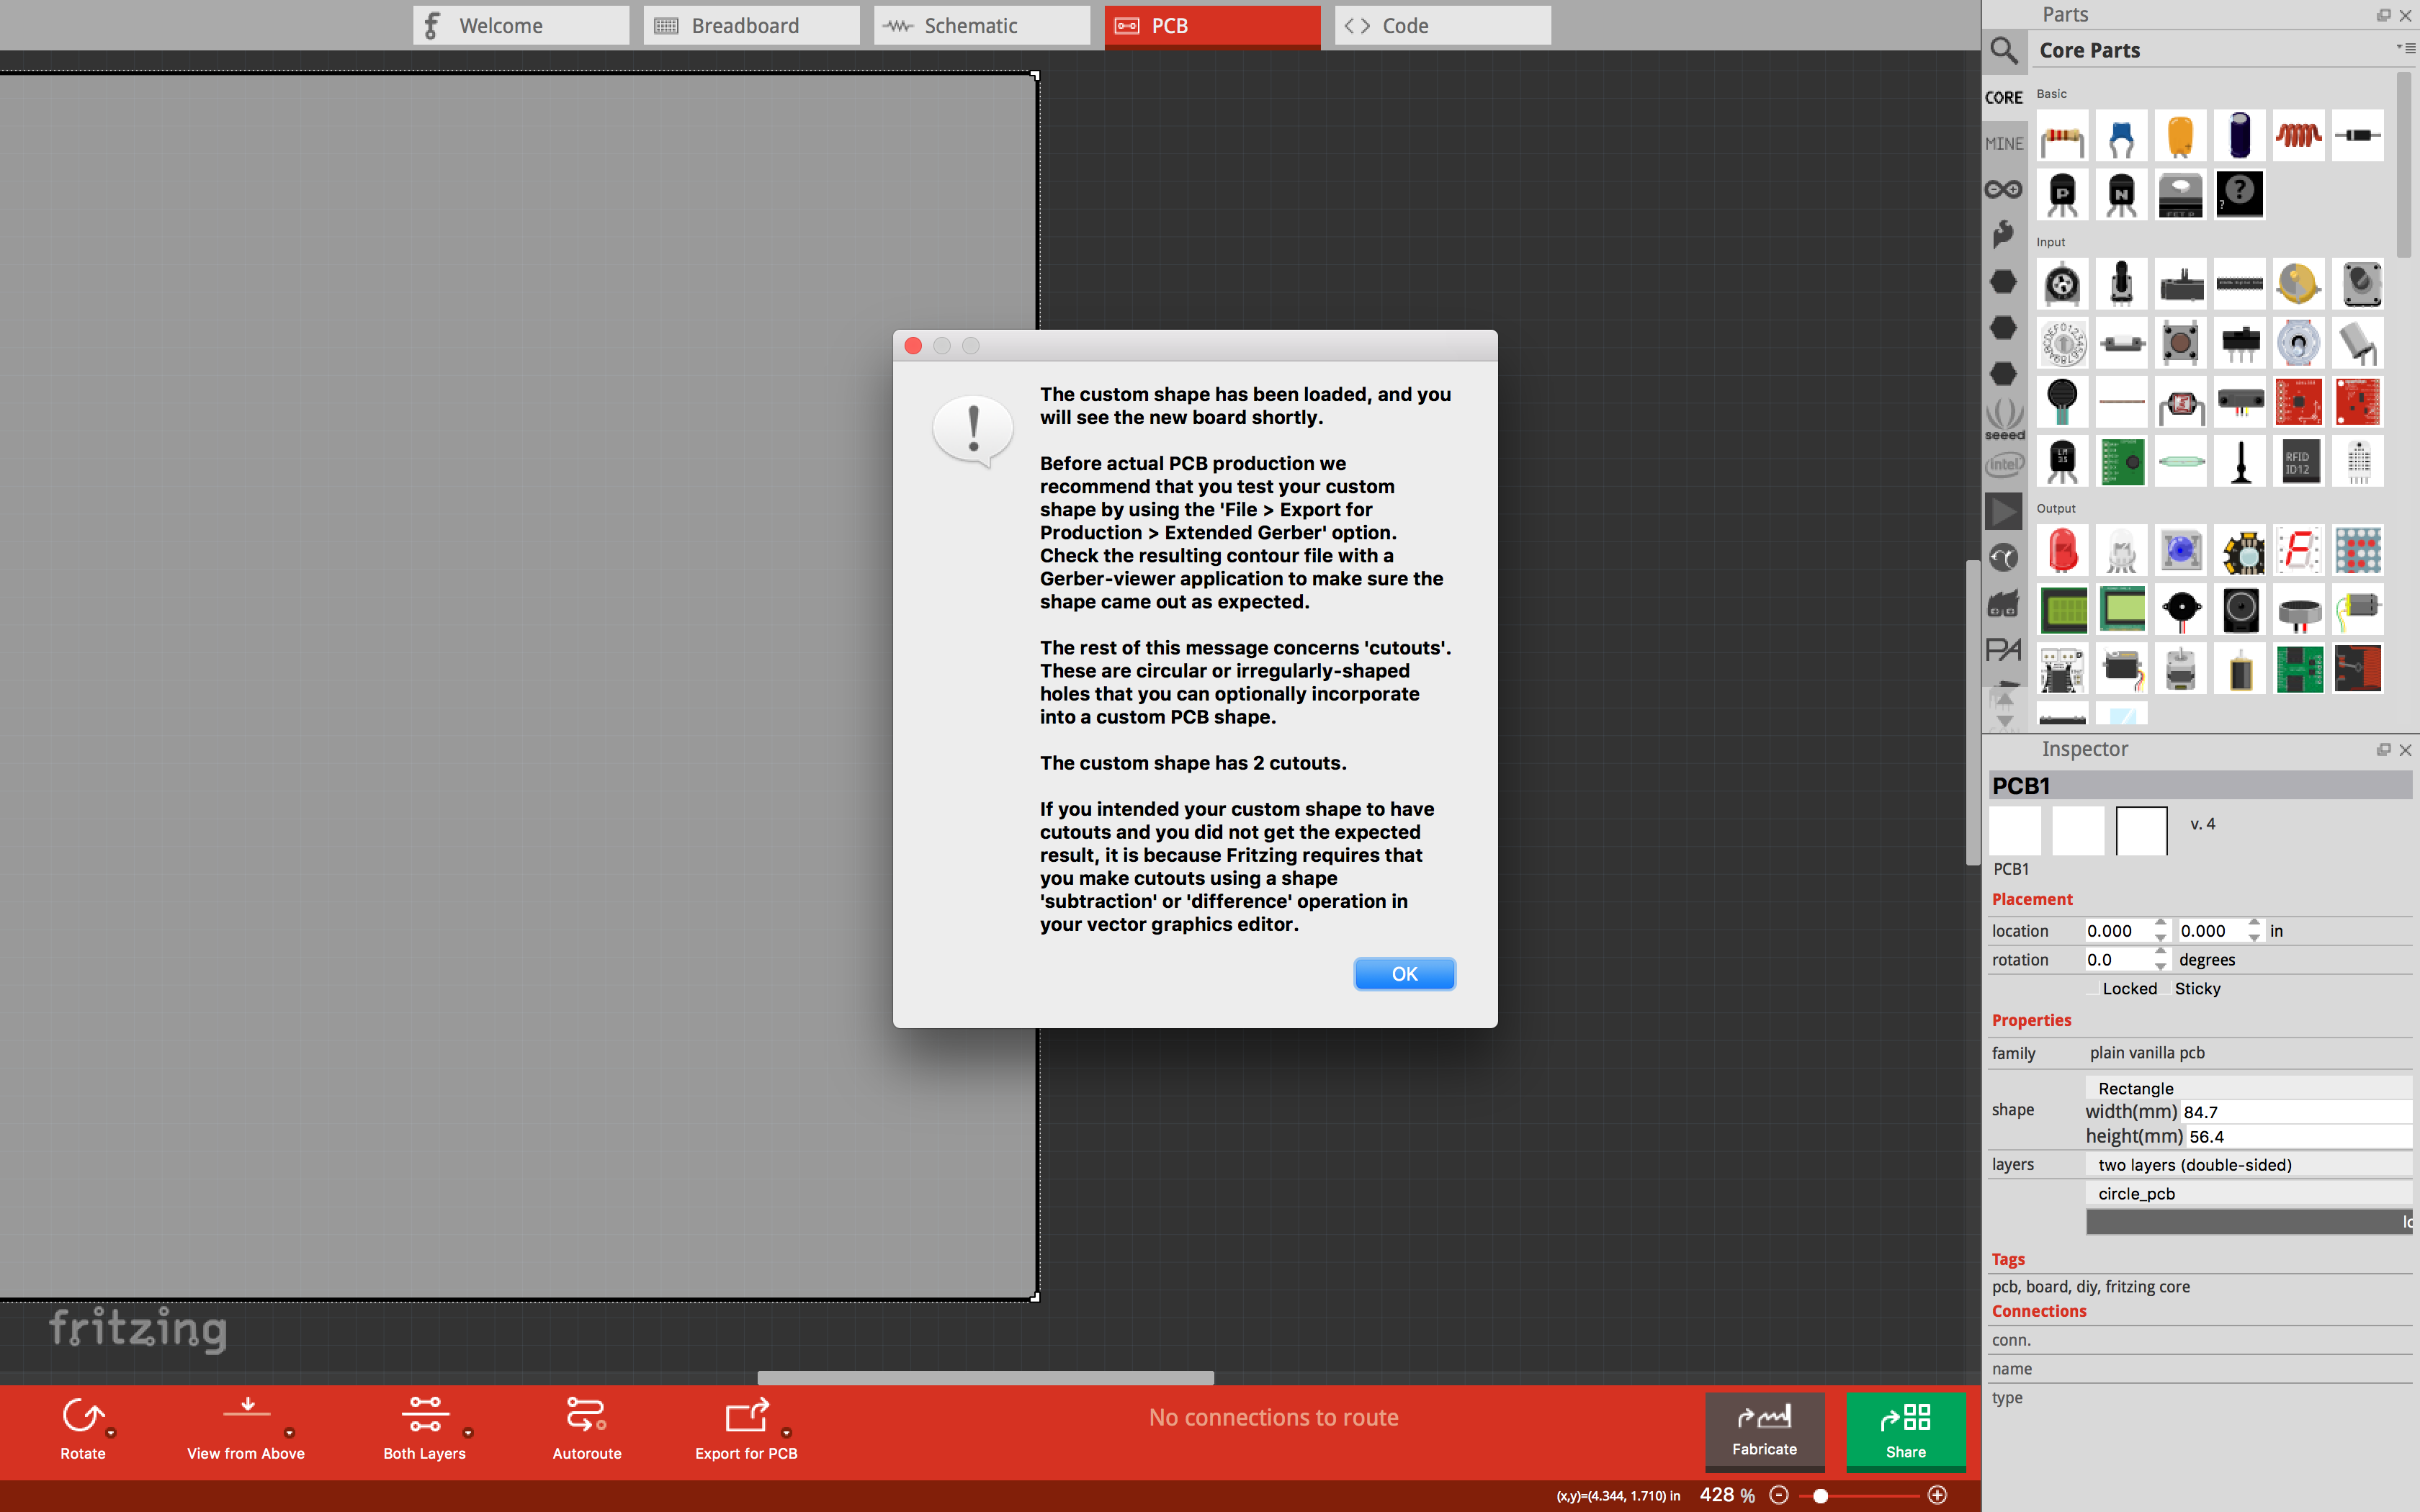 Welcome
Breadboard
Schematic
PCB
Code
Parts
Core Parts
CORE
Basic
MINE
P
N
FET P
?
?
Input
LM
35
RFID
ID12
seeed
intel
Output
PA
The custom shape has been loaded, and you
will see the new board shortly.
Before actual PCB production we
recommend that you test your custom
shape by using the 'File > Export for
Production > Extended Gerber' option.
Check the resulting contour file with a
Gerber-viewer application to make sure the
shape came out as expected.
The rest of this message concerns 'cutouts'.
These are circular or irregularly-shaped
holes that you can optionally incorporate
into a custom PCB shape.
The custom shape has 2 cutouts.
If you intended your custom shape to have
cutouts and you did not get the expected
result, it is because Fritzing requires that
you make cutouts using a shape
'subtraction' or 'difference' operation in
your vector graphics editor.
OK
Inspector
PCB1
v. 4
PCB1
Placement
location 0.000 0.000 in
rotation 0.0 degrees
Locked Sticky
Properties
family plain vanilla pcb
shape Rectangle
width(mm) 84.7
height(mm) 56.4
layers two layers (double-sided)
circle_pcb
lo
Tags
pcb, board, diy, fritzing core
Connections
conn.
name
type
fritzing
Rotate
View from Above
Both Layers
Autoroute
Export for PCB
No connections to route
Fabricate
Share
(x,y)=(4.344, 1.710) in 428 %